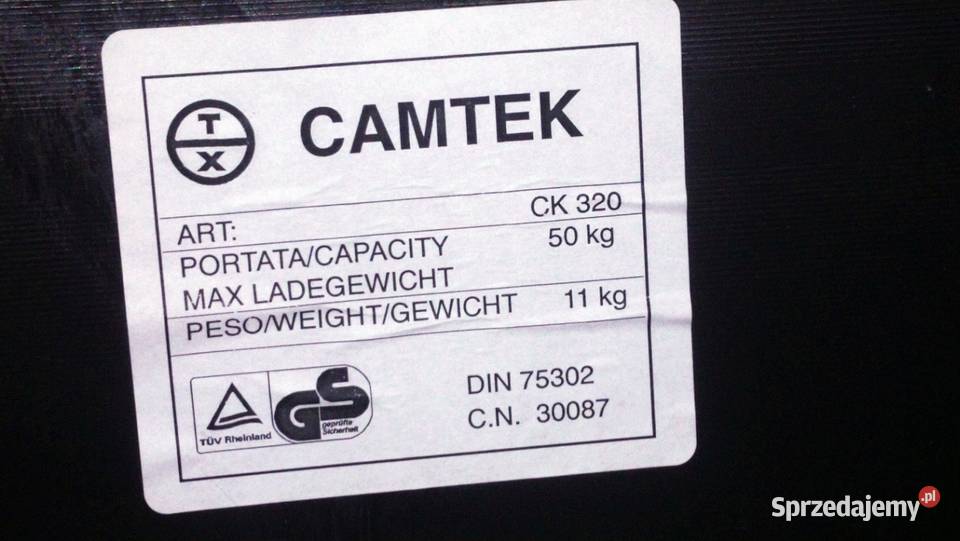 T
X
CAMTEK
ART: CK 320
PORTATA/CAPACITY 50 kg
MAX LADEGEWICHT
PESO/WEIGHT/GEWICHT 11 kg
TÜV Rheinland
GS
geprüfte
Sicherheit
DIN 75302
C.N. 30087
Sprzedajemy.pl